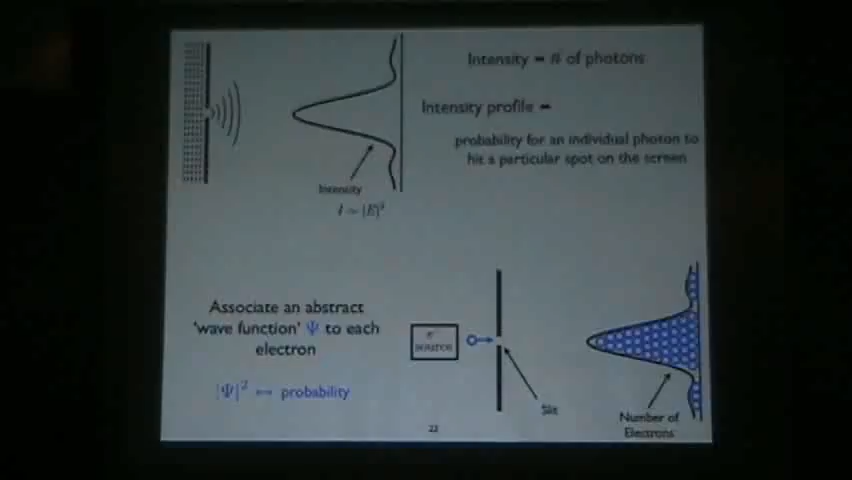 Intensity = # of photons
Intensity profile =
probability for an individual photon to
hit a particular spot on the screen
Intensity
I ~ |E|²
Associate an abstract
'wave function' Ψ to each
electron
|Ψ|² ↔ probability
e⁻
source
Slit
Number of
Electrons
22